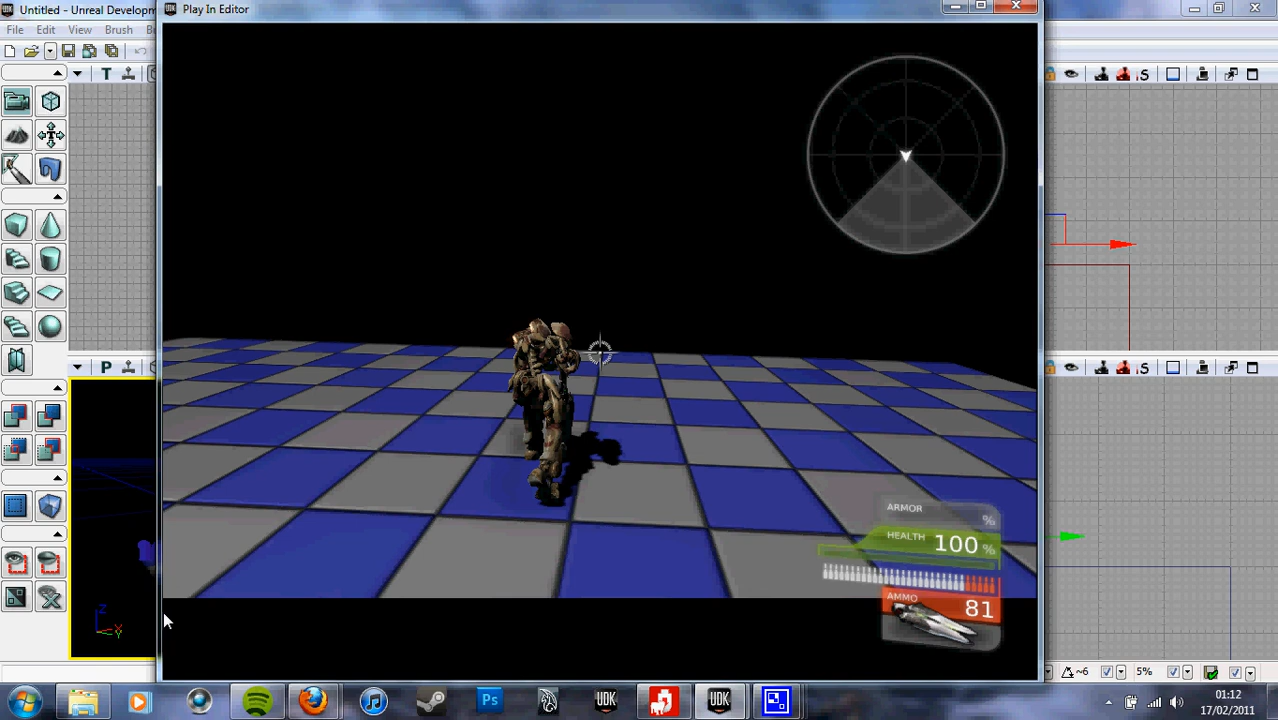 Untitled - Unreal Developm
Play In Editor
File Edit View Brush
T
S
P
S
ARMOR
%
HEALTH 100 %
AMMO 81
Z
X
Y
~6
5%
Ps
UDK
UDK
01:12
17/02/2011